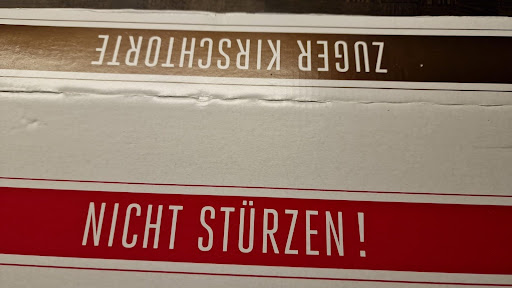 ZUGER KIRSCHTORTE
NICHT STÜRZEN!